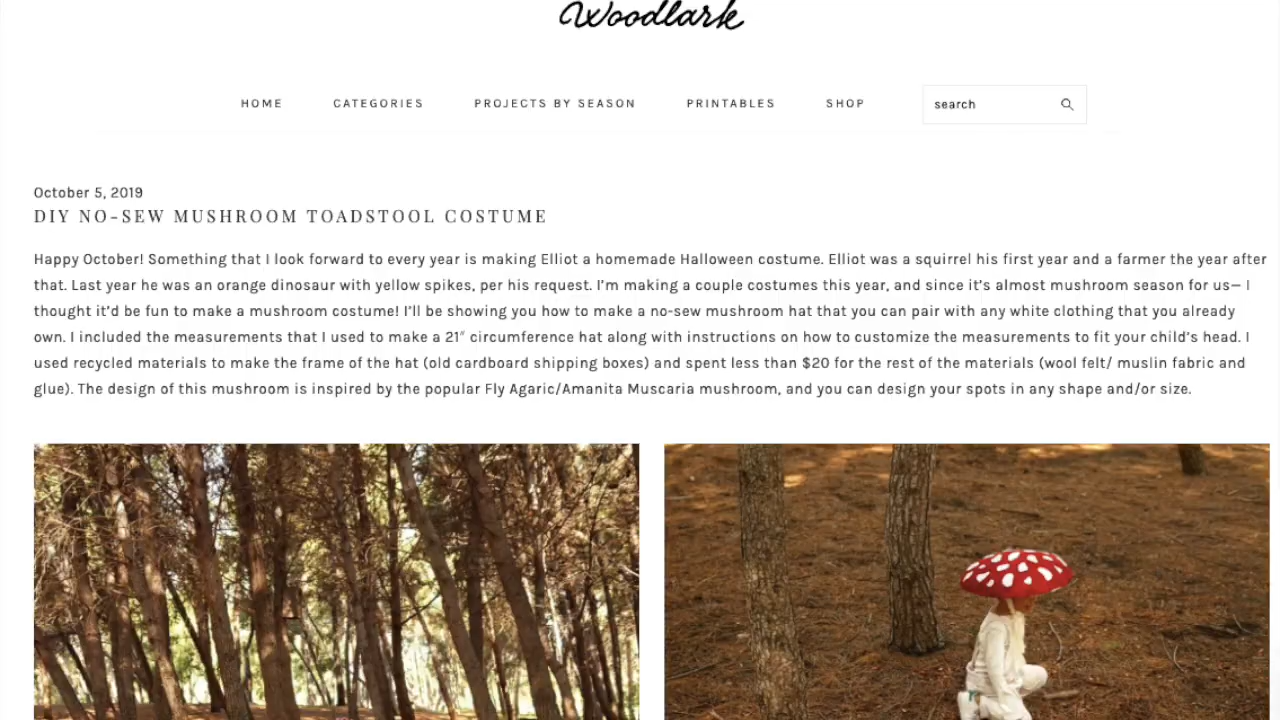 Woodlark
HOME CATEGORIES PROJECTS BY SEASON PRINTABLES SHOP search
October 5, 2019
DIY NO-SEW MUSHROOM TOADSTOOL COSTUME
Happy October! Something that I look forward to every year is making Elliot a homemade Halloween costume. Elliot was a squirrel his first year and a farmer the year after
that. Last year he was an orange dinosaur with yellow spikes, per his request. I'm making a couple costumes this year, and since it's almost mushroom season for us— I
thought it'd be fun to make a mushroom costume! I'll be showing you how to make a no-sew mushroom hat that you can pair with any white clothing that you already
own. I included the measurements that I used to make a 21″ circumference hat along with instructions on how to customize the measurements to fit your child's head. I
used recycled materials to make the frame of the hat (old cardboard shipping boxes) and spent less than $20 for the rest of the materials (wool felt/ muslin fabric and
glue). The design of this mushroom is inspired by the popular Fly Agaric/Amanita Muscaria mushroom, and you can design your spots in any shape and/or size.